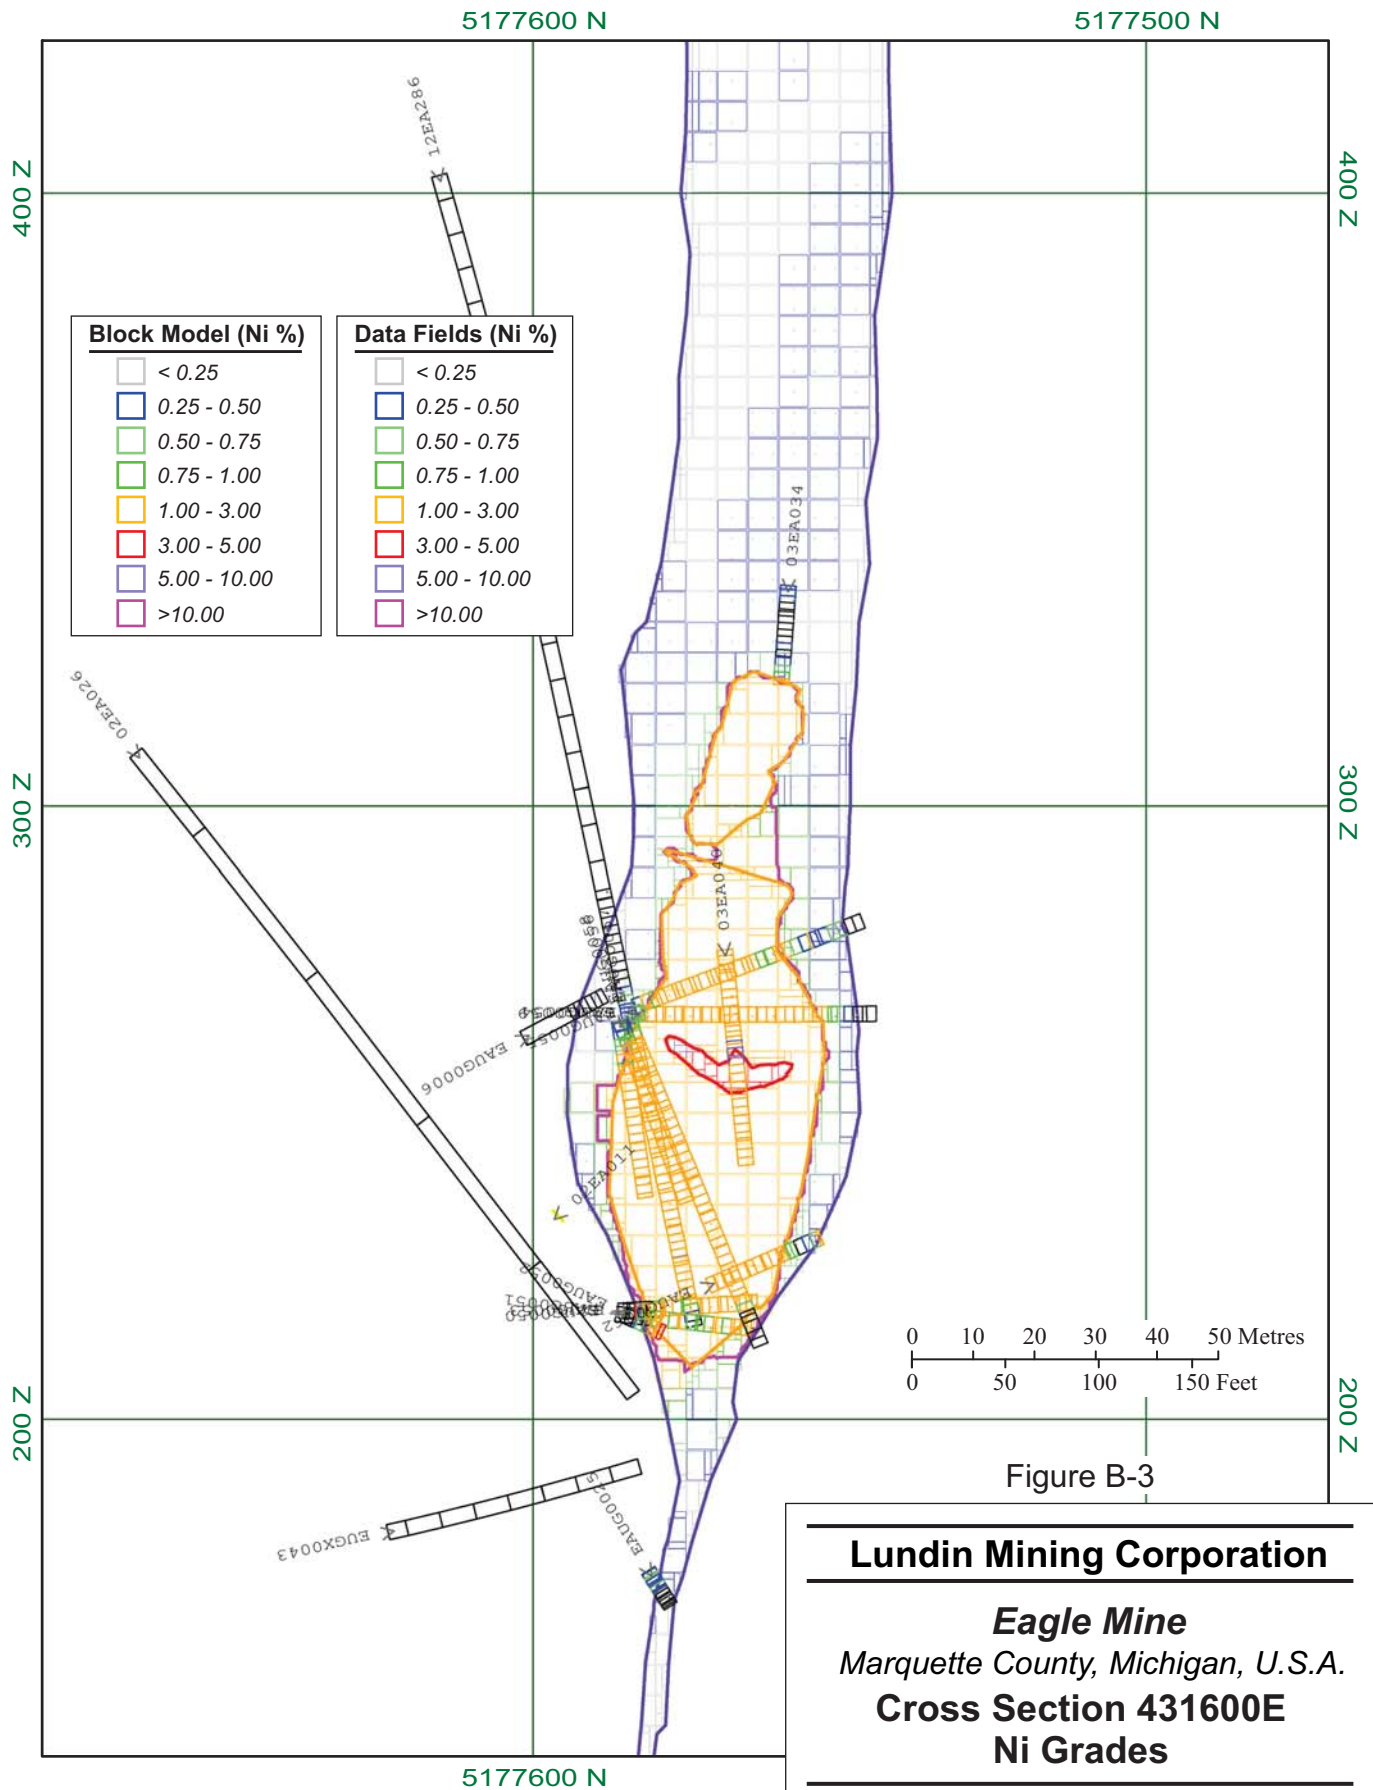 5177600 N
5177500 N
12EA286
400 Z
400 Z
Block Model (Ni %)
< 0.25
0.25 - 0.50
0.50 - 0.75
0.75 - 1.00
1.00 - 3.00
3.00 - 5.00
5.00 - 10.00
>10.00
Data Fields (Ni %)
< 0.25
0.25 - 0.50
0.50 - 0.75
0.75 - 1.00
1.00 - 3.00
3.00 - 5.00
5.00 - 10.00
>10.00
03EA034
02EA026
300 Z
300 Z
03EA040
EAUG0006
02EA011
EAUG0052
EAUG0051
EAUG0050
0 10 20 30 40 50 Metres
0 50 100 150 Feet
200 Z
200 Z
EUGX0043
EAUG0025
Figure B-3
Lundin Mining Corporation
Eagle Mine
Marquette County, Michigan, U.S.A.
Cross Section 431600E
Ni Grades
5177600 N